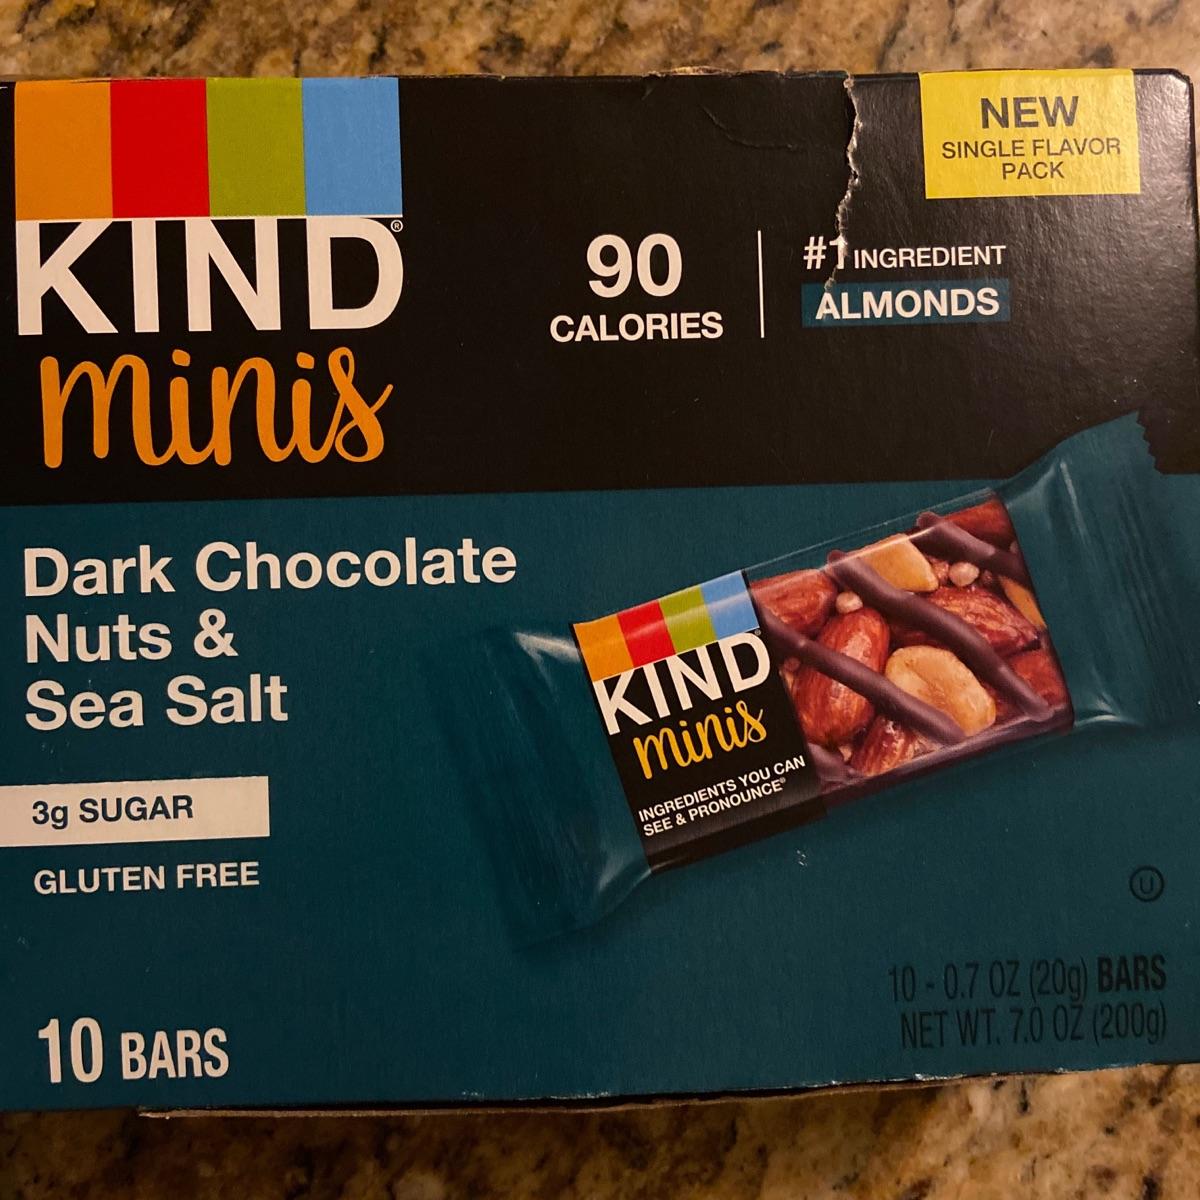 KIND®
minis
90
CALORIES
#1 INGREDIENT
ALMONDS
NEW
SINGLE FLAVOR
PACK
Dark Chocolate
Nuts &
Sea Salt
3g SUGAR
GLUTEN FREE
10 BARS
KIND®
minis
INGREDIENTS YOU CAN
SEE & PRONOUNCE®
U
10 - 0.7 OZ (20g) BARS
NET WT. 7.0 OZ (200g)